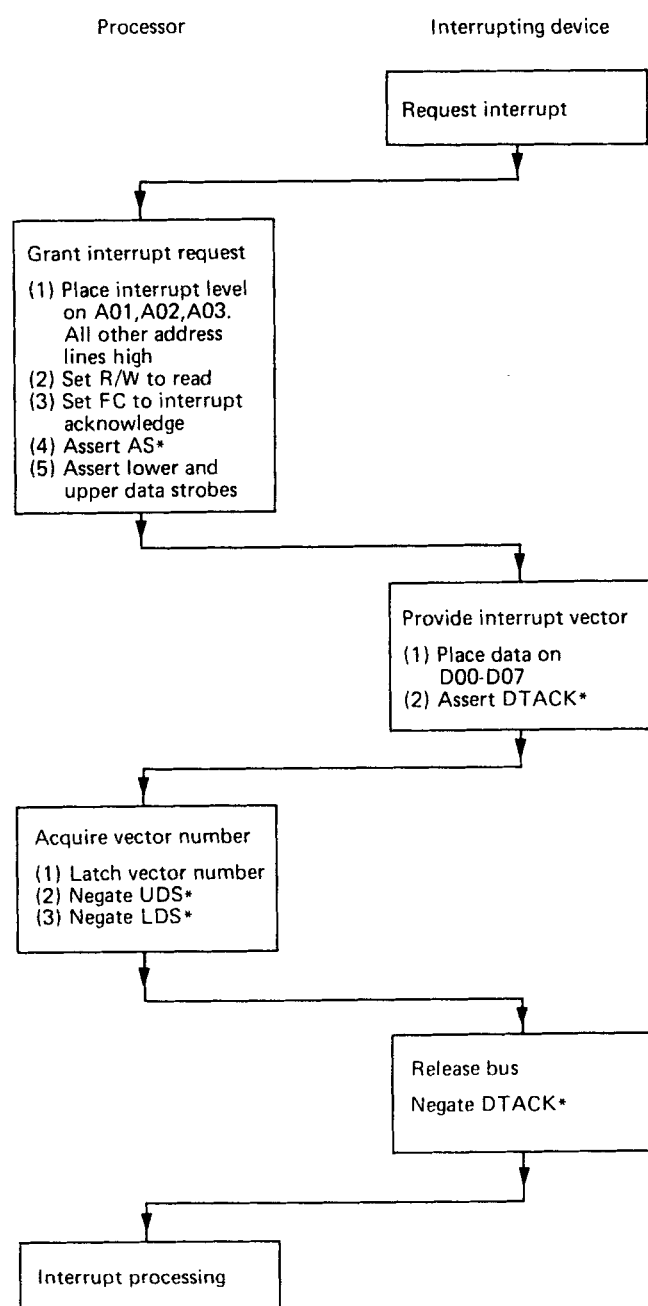 Processor
Interrupting device
Request interrupt
Grant interrupt request
(1) Place interrupt level
on A01,A02,A03.
All other address
lines high
(2) Set R/W to read
(3) Set FC to interrupt
acknowledge
(4) Assert AS*
(5) Assert lower and
upper data strobes
Provide interrupt vector
(1) Place data on
D00-D07
(2) Assert DTACK*
Acquire vector number
(1) Latch vector number
(2) Negate UDS*
(3) Negate LDS*
Release bus
Negate DTACK*
Interrupt processing